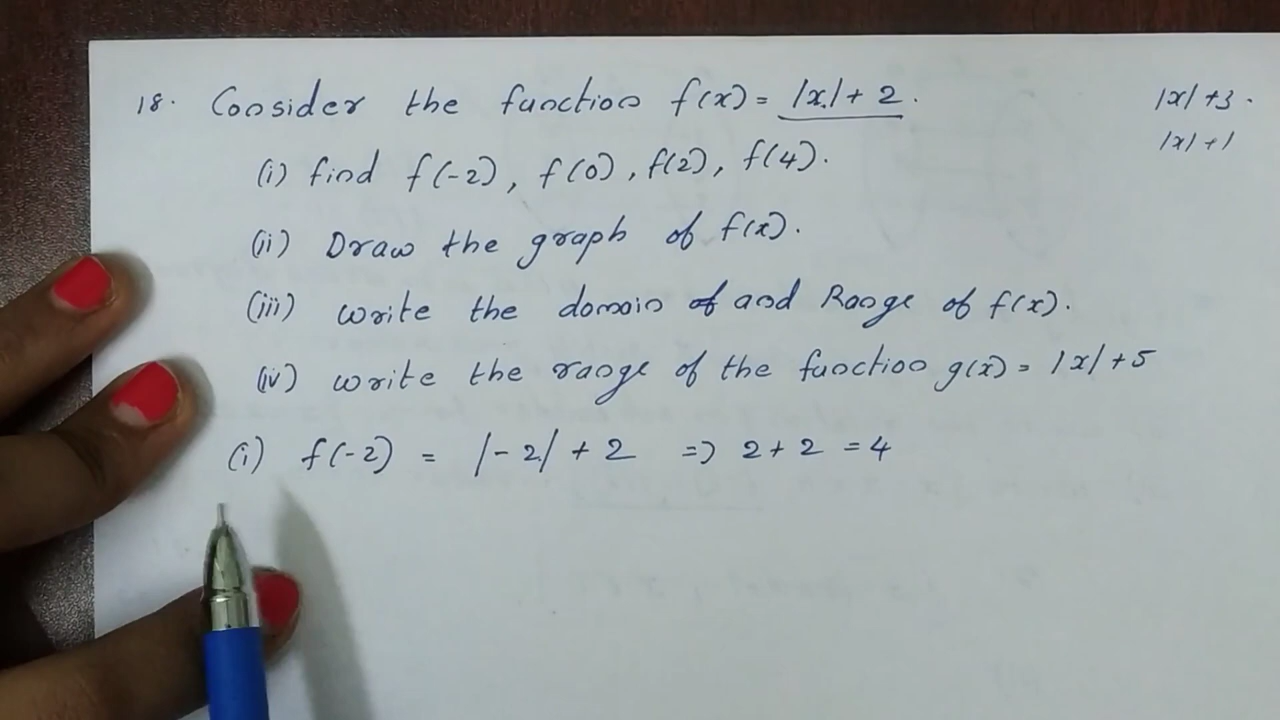 18. Consider the function f(x) = |x| + 2.
|x| + 3.
|x| + 1
(i) find f(-2), f(0), f(2), f(4).
(ii) Draw the graph of f(x).
(iii) write the domain of and Range of f(x).
(iv) write the range of the function g(x) = |x| + 5
(i) f(-2) = |-2| + 2 => 2 + 2 = 4